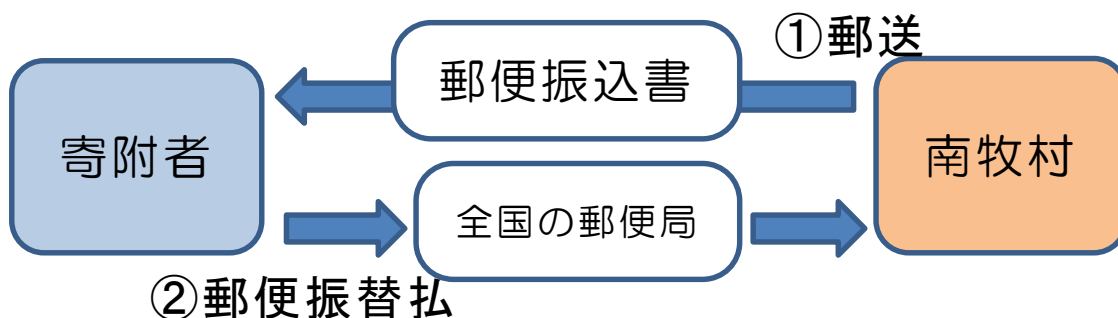 ①郵送
郵便振込書
寄附者
南牧村
全国の郵便局
②郵便振替払